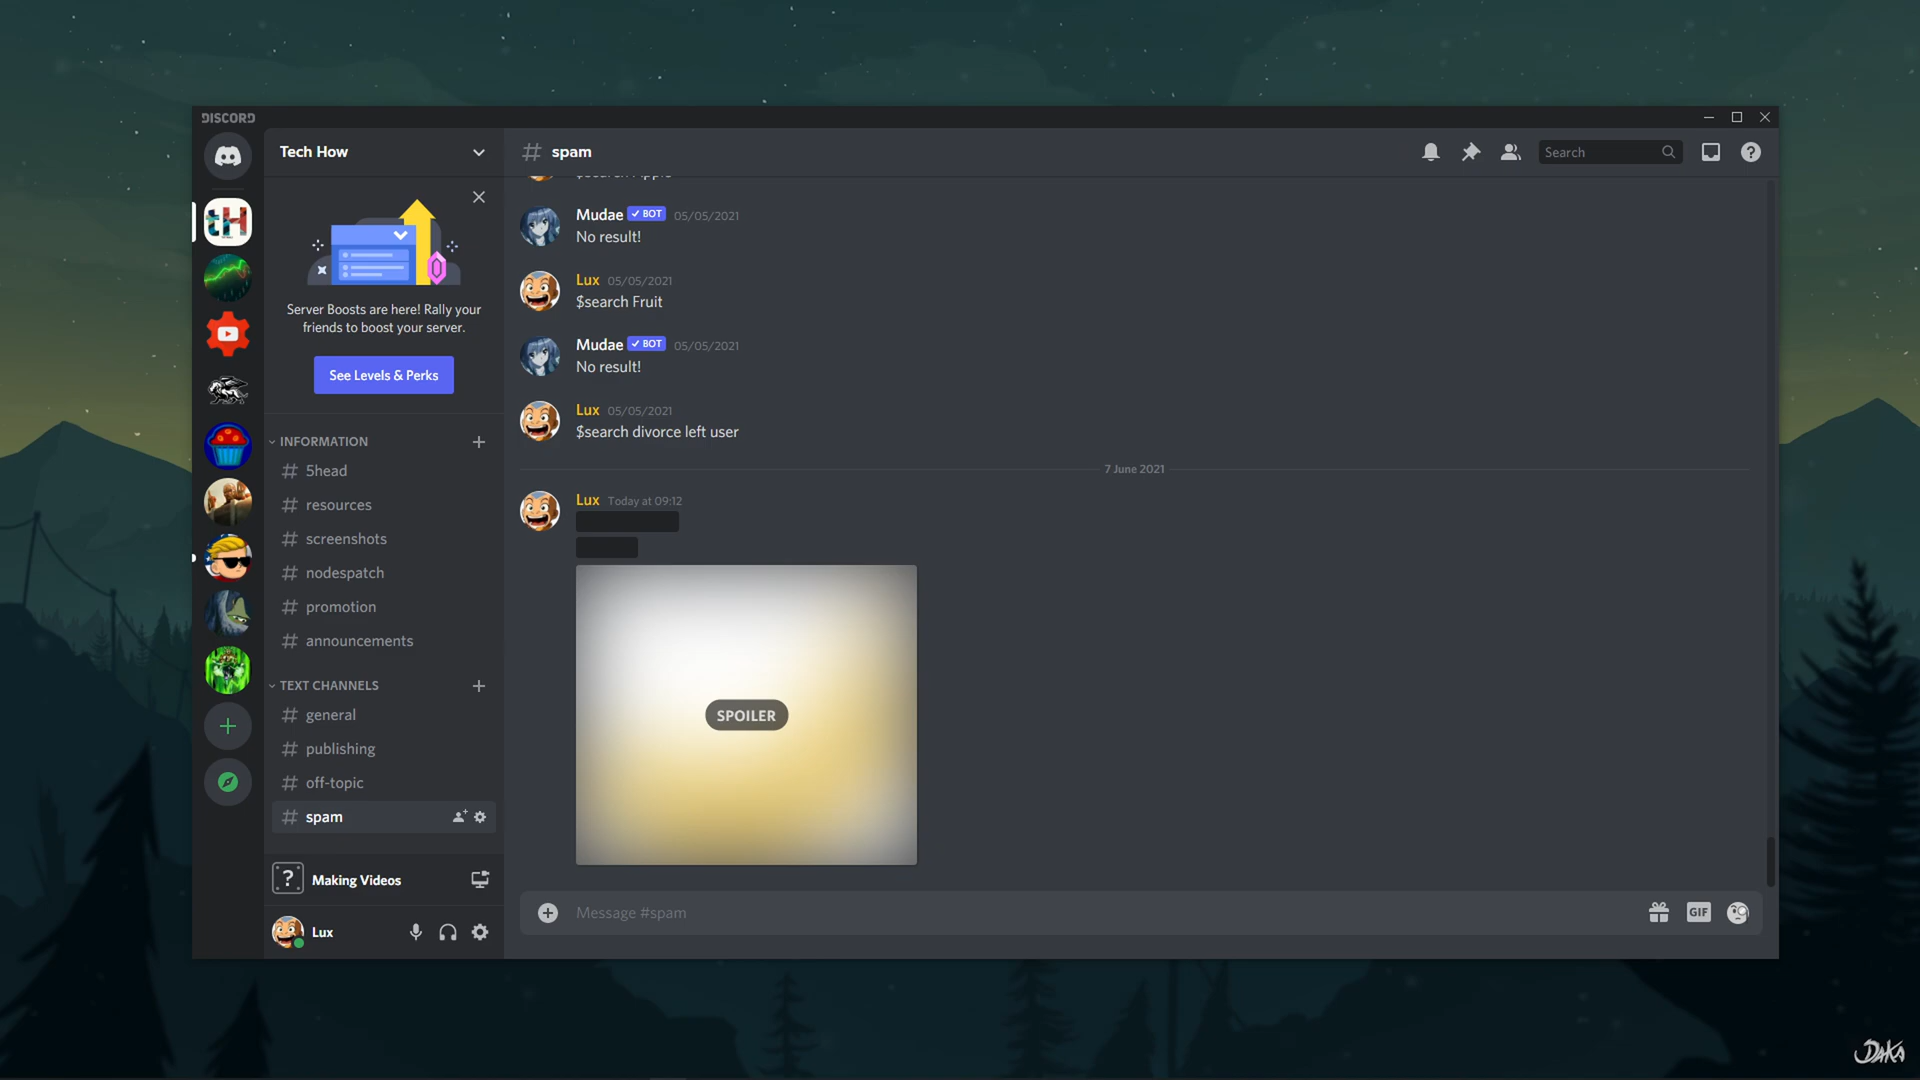 DISCORD
Tech How
spam
Search
Server Boosts are here! Rally your
friends to boost your server.
See Levels & Perks
INFORMATION
5head
resources
screenshots
nodespatch
promotion
announcements
TEXT CHANNELS
general
publishing
off-topic
spam
Making Videos
Lux
$search Apple
Mudae BOT 05/05/2021
No result!
Lux 05/05/2021
$search Fruit
Mudae BOT 05/05/2021
No result!
Lux 05/05/2021
$search divorce left user
7 June 2021
Lux Today at 09:12
SPOILER
Message #spam
GIF
tH
DAKA